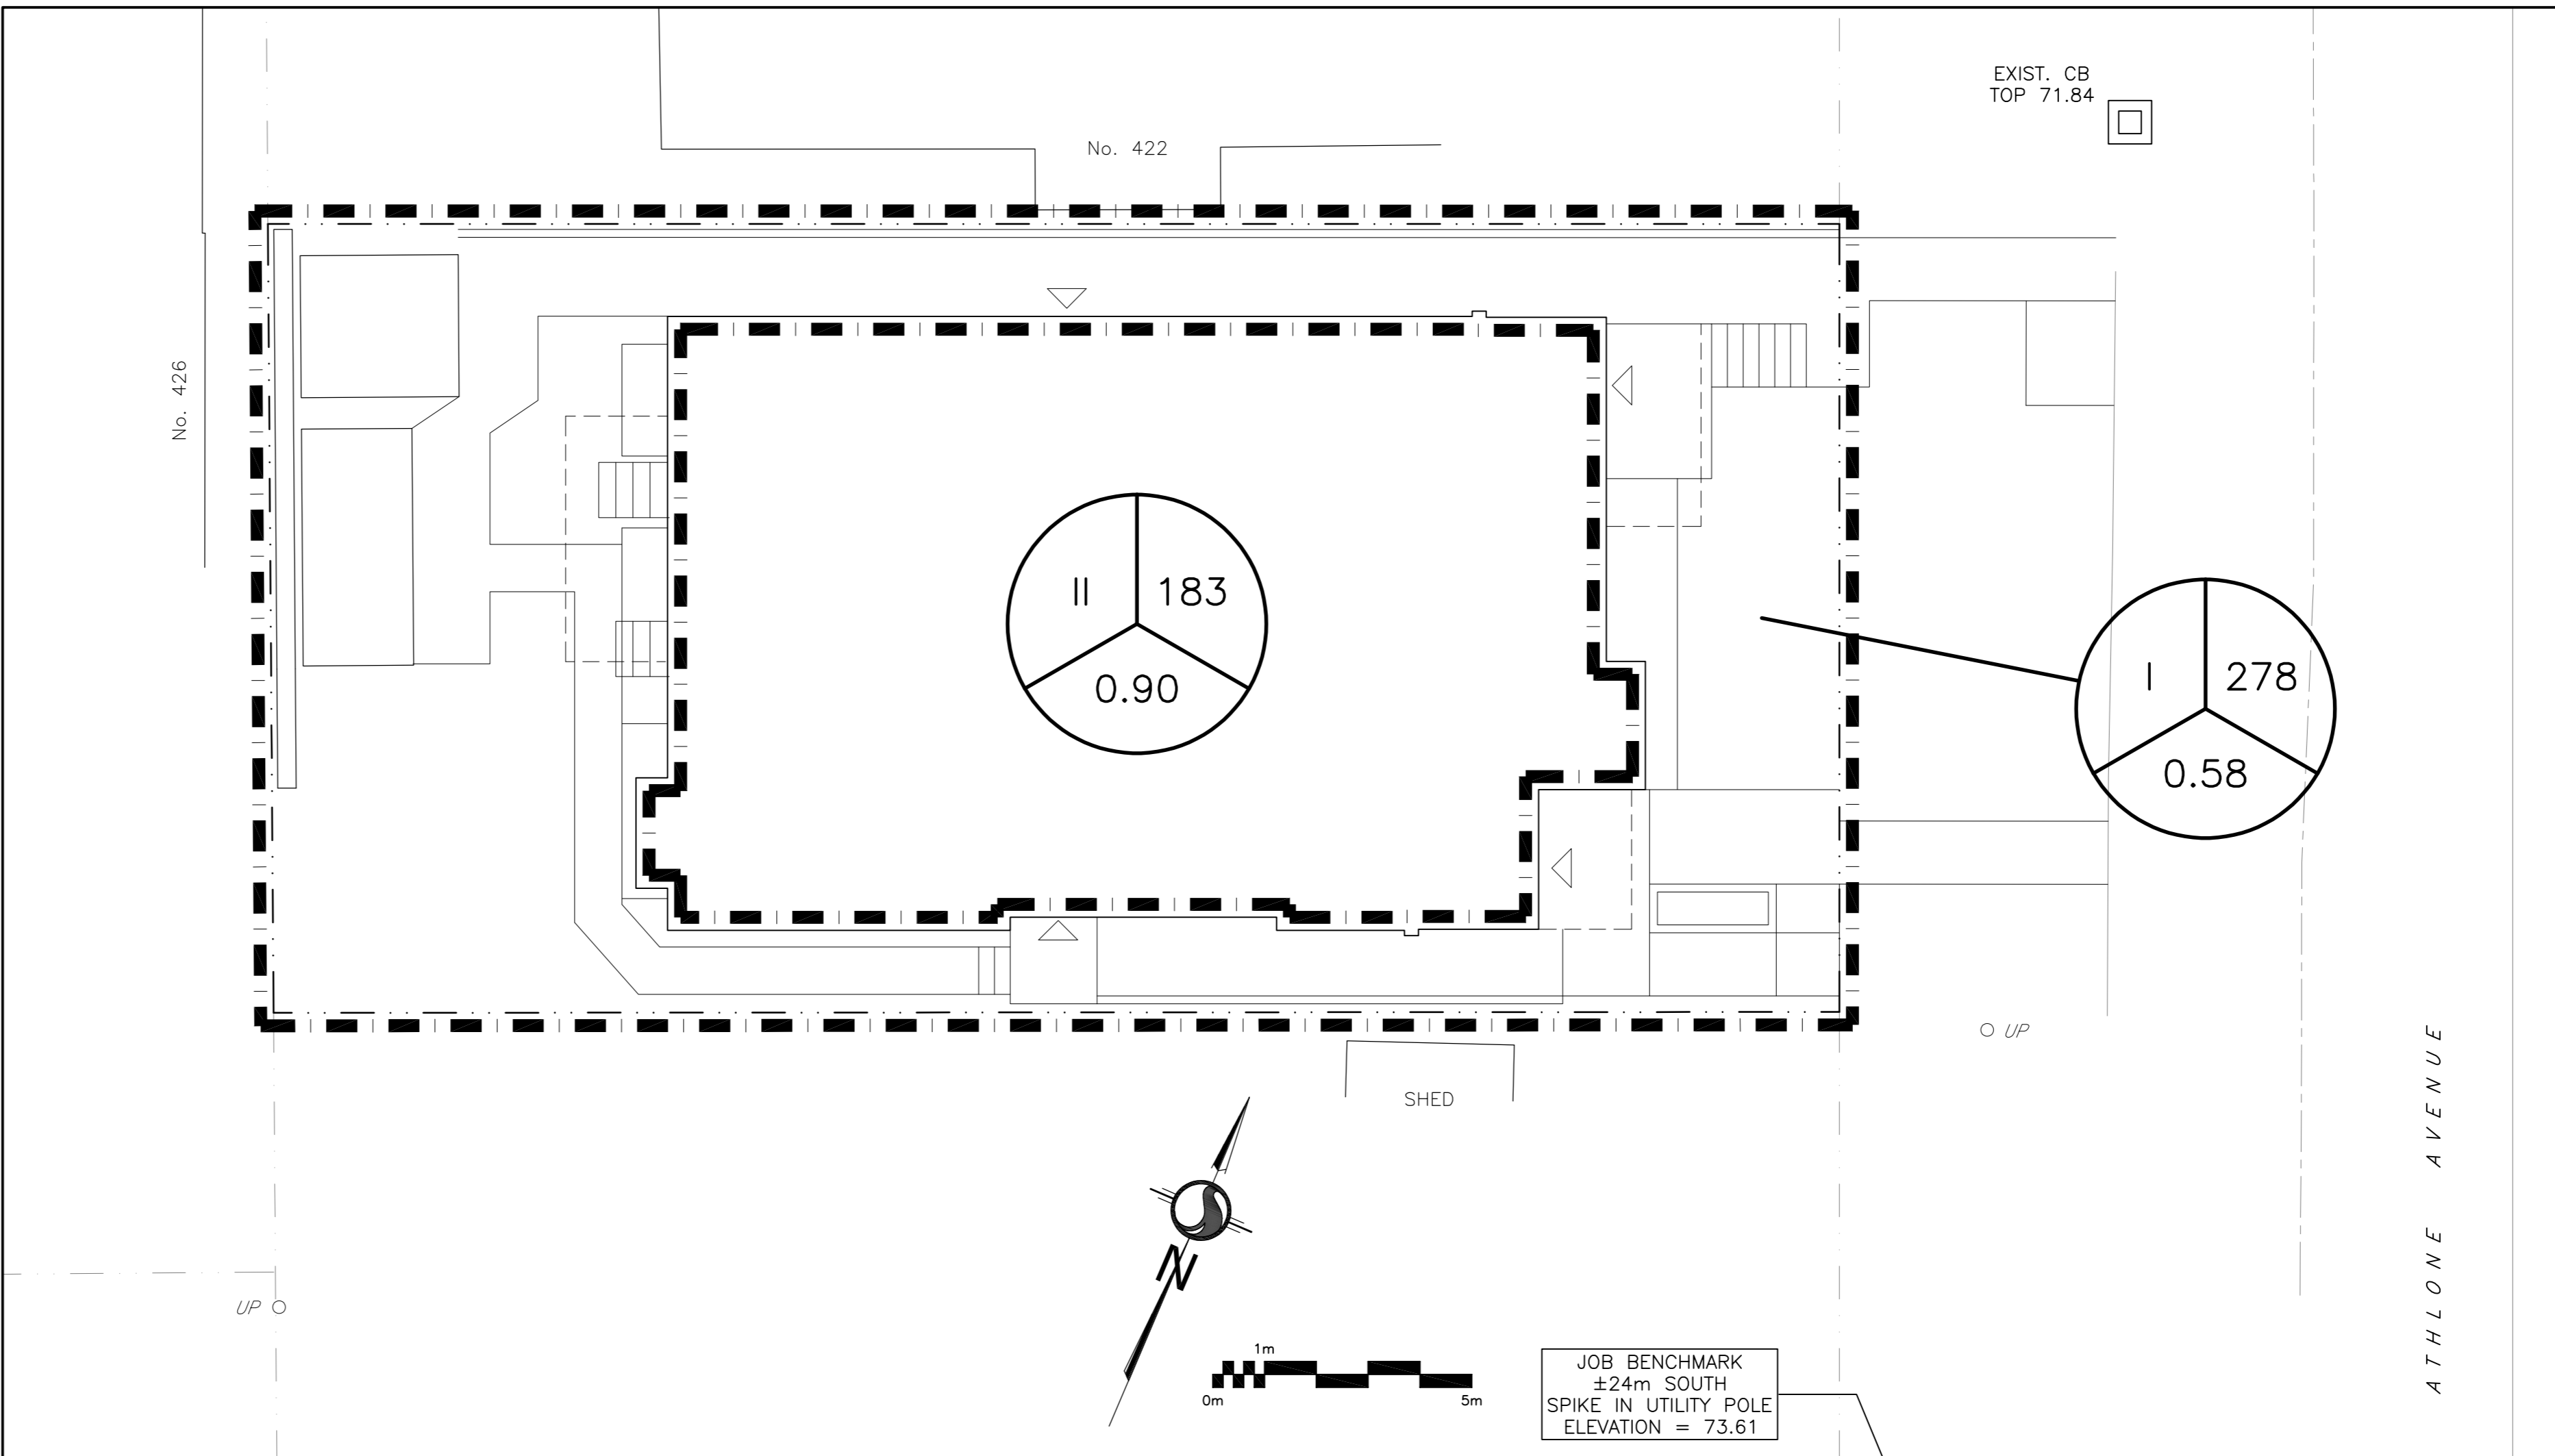 EXIST. CB
TOP 71.84
No. 422
No. 426
II
183
0.90
I
278
0.58
UP
SHED
ATHLONE AVENUE
N
UP
1m
0m
5m
JOB BENCHMARK
±24m SOUTH
SPIKE IN UTILITY POLE
ELEVATION = 73.61